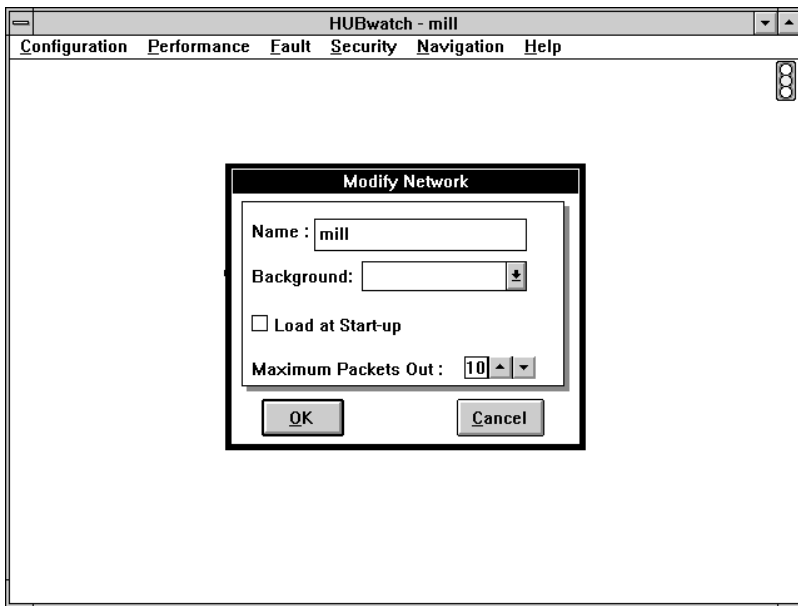 HUBwatch - mill
Configuration Performance Fault Security Navigation Help
Modify Network
Name : mill
Background:
Load at Start-up
Maximum Packets Out : 10
OK Cancel